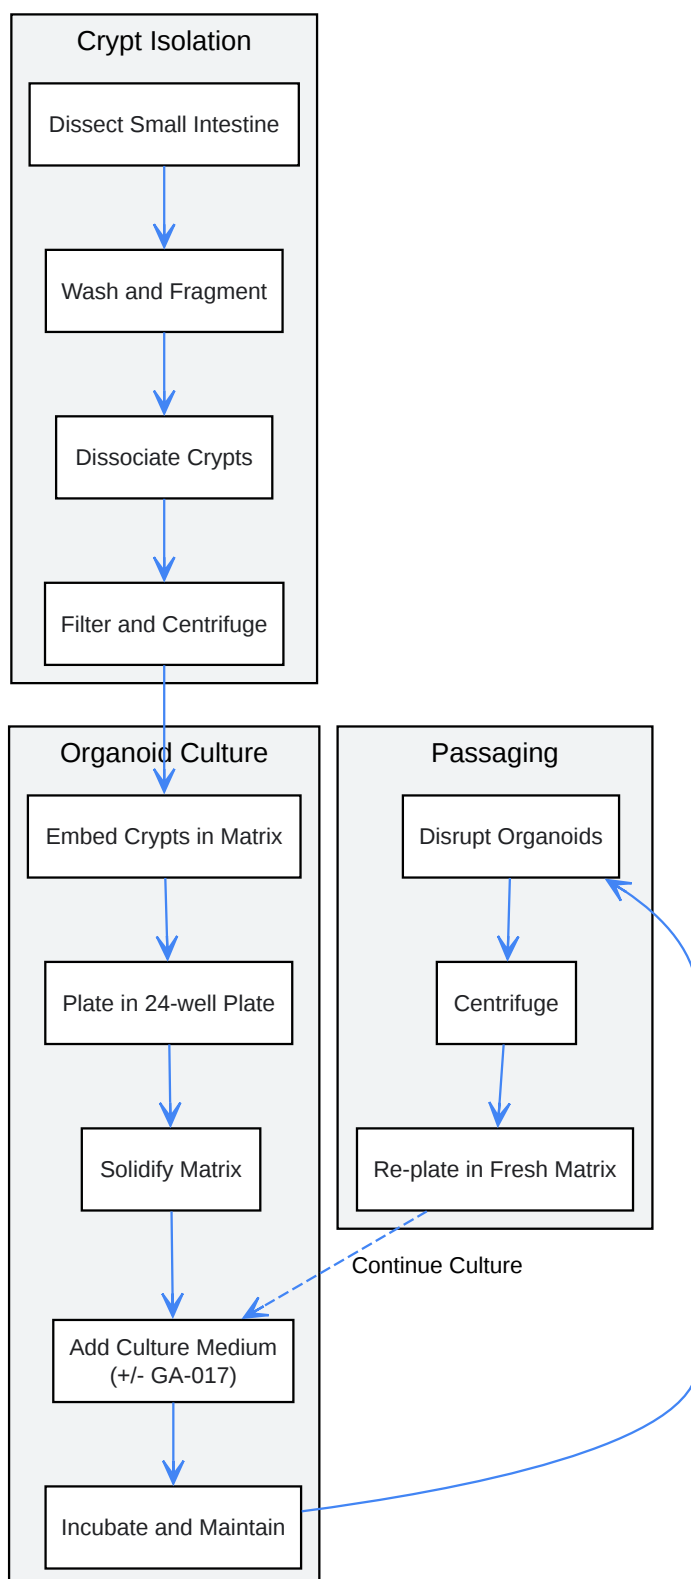 Crypt Isolation
Dissect Small Intestine
Wash and Fragment
Dissociate Crypts
Filter and Centrifuge
Organoid Culture
Embed Crypts in Matrix
Plate in 24-well Plate
Solidify Matrix
Add Culture Medium
(+/- GA-017)
Incubate and Maintain
Passaging
Disrupt Organoids
Centrifuge
Re-plate in Fresh Matrix
Continue Culture